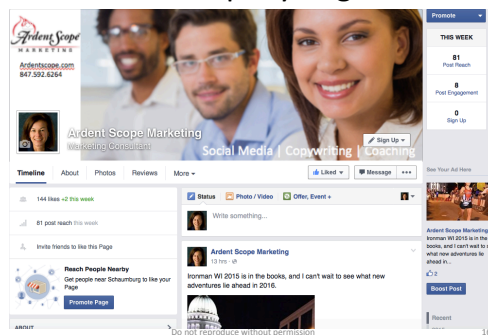 Ardent Scope
MARKETING
Ardentscope.com
847.592.6264
Ardent Scope Marketing
Marketing Consultant
Sign Up
Social Media | Copywriting | Coaching
Timeline
About
Photos
Reviews
More
Liked
Message
Promote
THIS WEEK
81
Post Reach
8
Post Engagement
0
Sign Up
See Your Ad Here
144 likes +2 this week
81 post reach this week
Invite friends to like this Page
Reach People Nearby
Get people near Schaumburg to like your
Page
Promote Page
ABOUT
Status
Photo / Video
Offer, Event +
Write something...
Ardent Scope Marketing
13 hrs
Ironman WI 2015 is in the books, and I can't wait to see what new
adventures lie ahead in 2016.
Ardent Scope Marketing
Ironman WI 2015 is in the
books, and I can't wait to see
what new adventures lie
ahead in...
2
Boost Post
Recent
Do not reproduce without permission